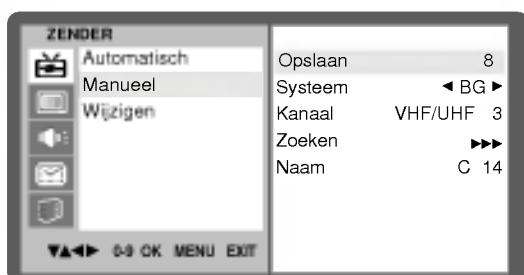 ZENDER
Automatisch
Manueel
Wijzigen
▼▲◄► 0-9 OK MENU EXIT
Opslaan 8
Systeem ◄ BG ►
Kanaal VHF/UHF 3
Zoeken ►►►
Naam C 14